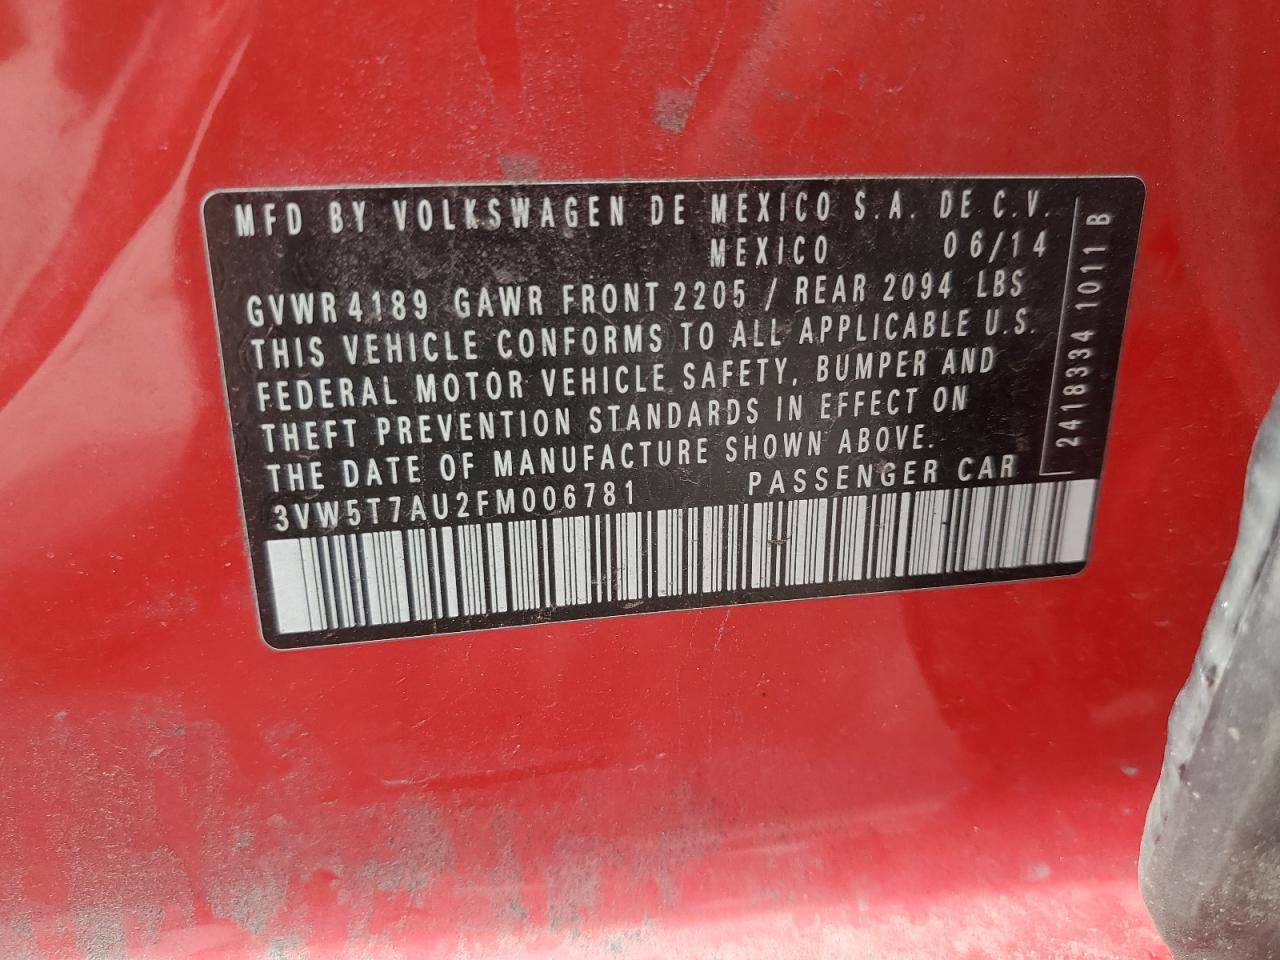 MFD BY VOLKSWAGEN DE MEXICO S.A. DE C.V.
MEXICO 06/14
GVWR 4189 GAWR FRONT 2205 / REAR 2094 LBS
THIS VEHICLE CONFORMS TO ALL APPLICABLE U.S.
FEDERAL MOTOR VEHICLE SAFETY, BUMPER AND
THEFT PREVENTION STANDARDS IN EFFECT ON
THE DATE OF MANUFACTURE SHOWN ABOVE.
3VW5T7AU2FM006781 PASSENGER CAR
2418334 1011 B